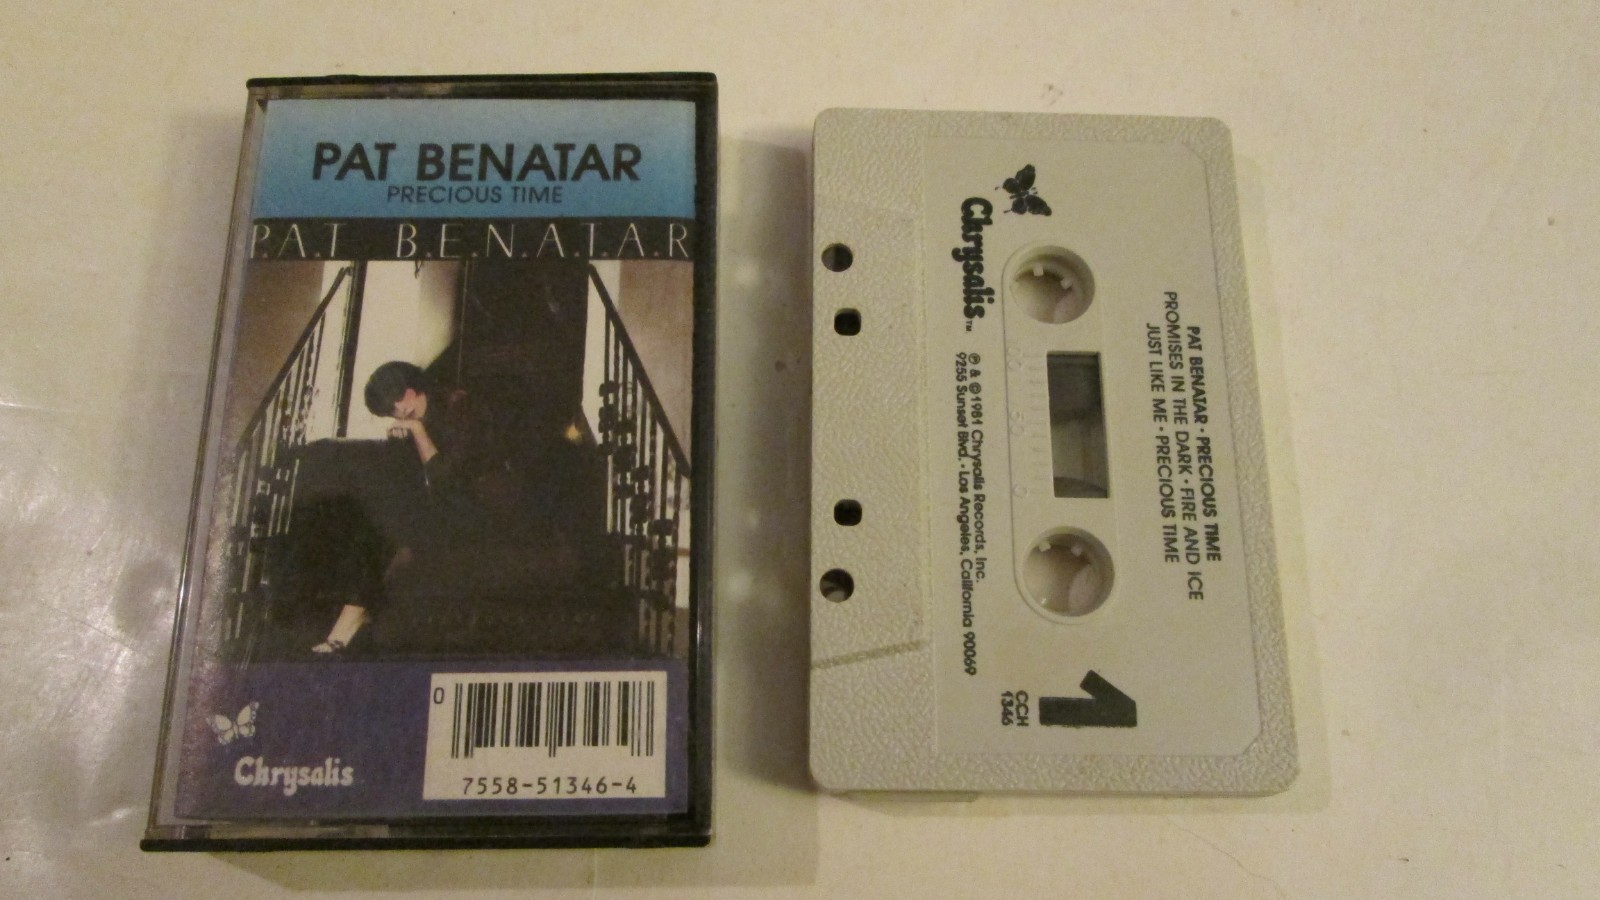 PAT BENATAR
PRECIOUS TIME
P.A.T B.E.N.A.T.A.R
Chrysalis
0
7558-51346-4
PAT BENATAR • PRECIOUS TIME
PROMISES IN THE DARK • FIRE AND ICE
JUST LIKE ME • PRECIOUS TIME
Chrysalis™
℗ & © 1981 Chrysalis Records, Inc.
9255 Sunset Blvd. • Los Angeles, California 90069
1
CCH
1346